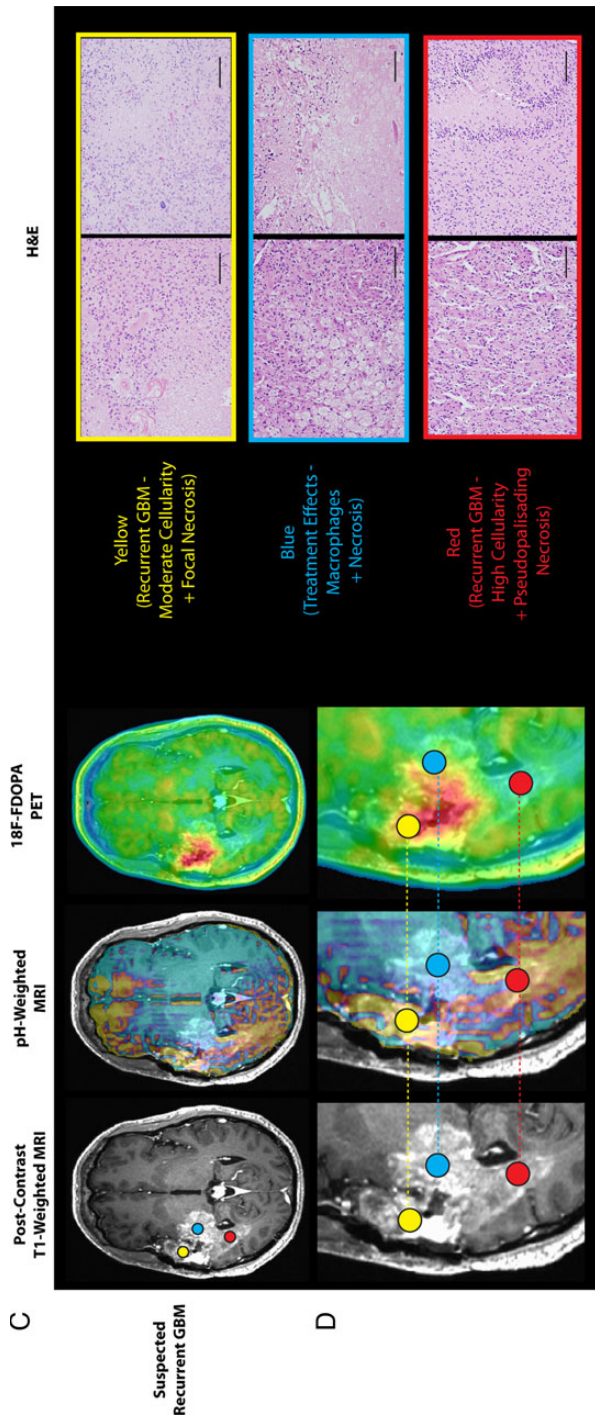 C
Post-Contrast
T1-Weighted MRI
pH-Weighted
MRI
18F-FDOPA
PET
H&E
Suspected
Recurrent GBM
D
Yellow
(Recurrent GBM -
Moderate Cellularity
+ Focal Necrosis)
Blue
(Treatment Effects -
Macrophages
+ Necrosis)
Red
(Recurrent GBM -
High Cellularity
+ Pseudopalisading
Necrosis)